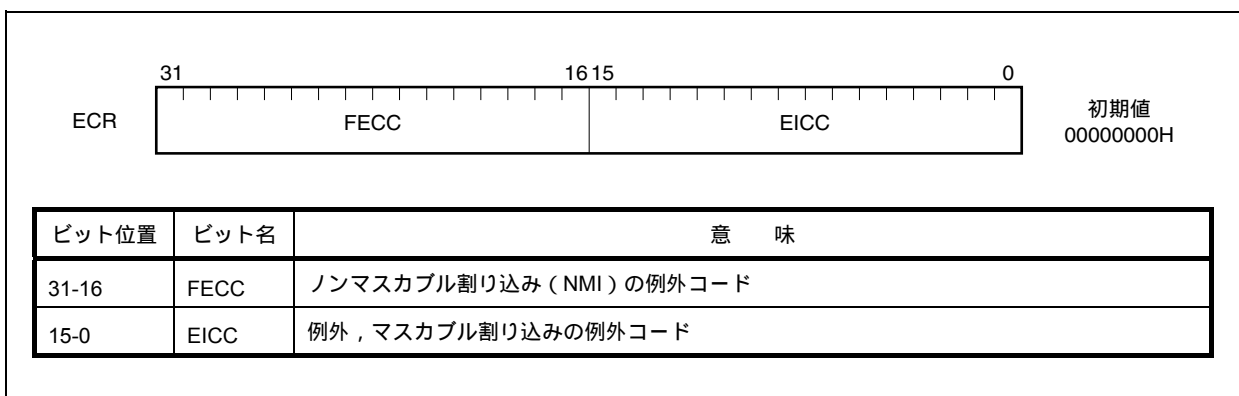 31 16 15 0
ECR FECC EICC 初期値
00000000H
ビット位置 ビット名 意 味
31-16 FECC ノンマスカブル割り込み(NMI)の例外コード
15-0 EICC 例外,マスカブル割り込みの例外コード